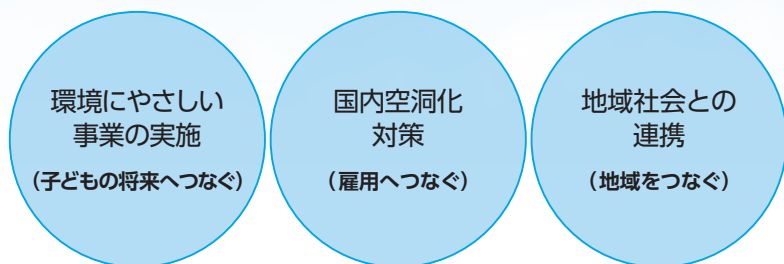 環境にやさしい
事業の実施
(子どもの将来へつなぐ)
国内空洞化
対策
(雇用へつなぐ)
地域社会との
連携
(地域をつなぐ)